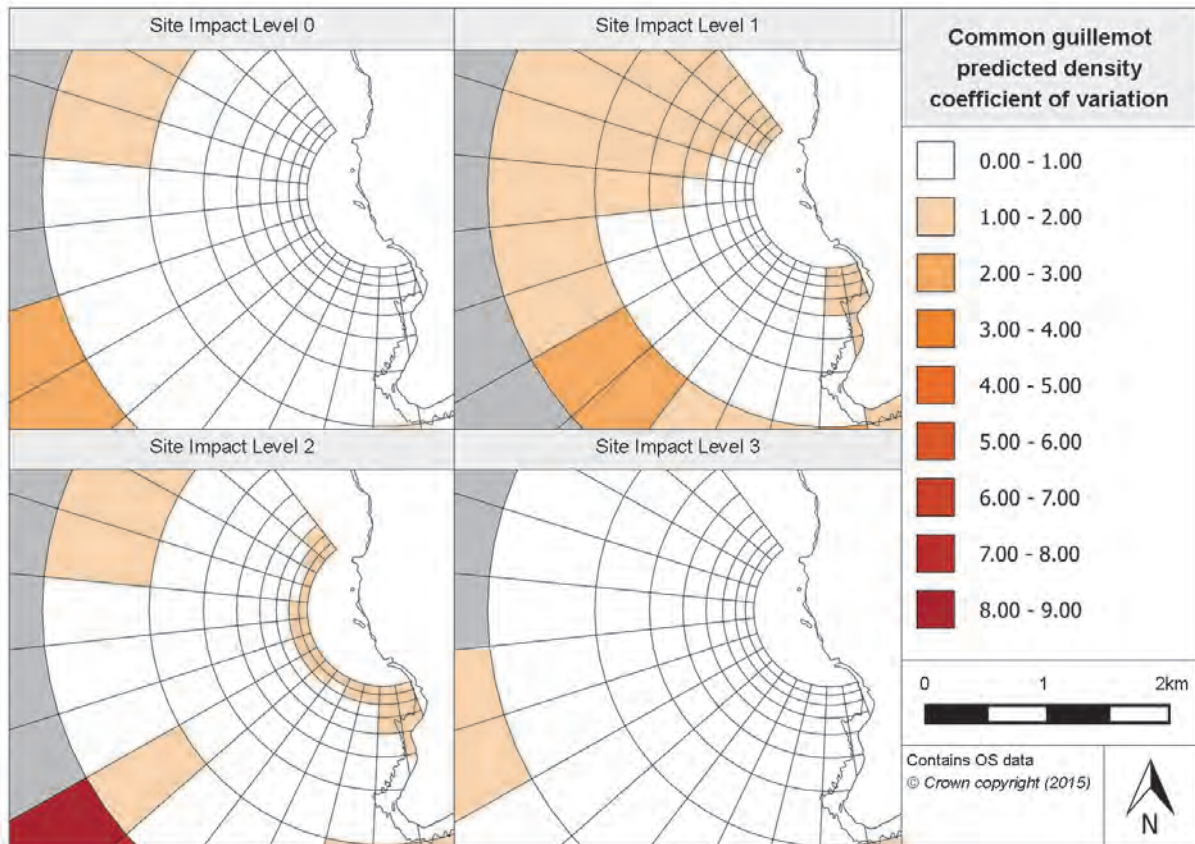 Site Impact Level 0
Site Impact Level 1
Site Impact Level 2
Site Impact Level 3
Common guillemot
predicted density
coefficient of variation
0.00 - 1.00
1.00 - 2.00
2.00 - 3.00
3.00 - 4.00
4.00 - 5.00
5.00 - 6.00
6.00 - 7.00
7.00 - 8.00
8.00 - 9.00
0 1 2km
Contains OS data
© Crown copyright (2015)
N